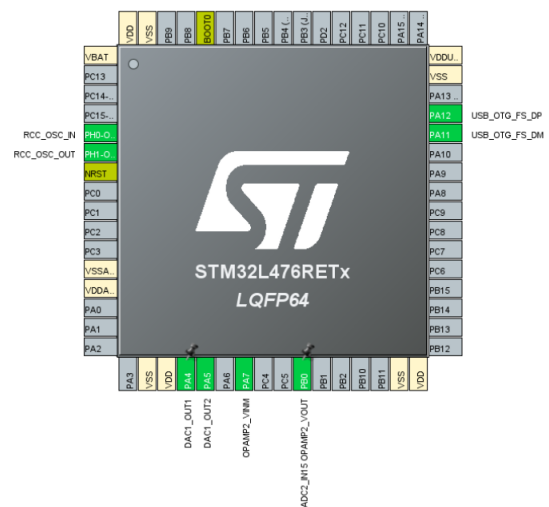 VDD
VSS
PB9
PB8
BOOT0
PB7
PB6
PB5
PB4 (...
PB3 (J...
PD2
PC12
PC11
PC10
PA15 ..
PA14 ..
VBAT
PC13
PC14-..
PC15-..
RCC_OSC_IN PH0-O..
RCC_OSC_OUT PH1-O..
NRST
PC0
PC1
PC2
PC3
VSSA..
VDDA..
PA0
PA1
PA2
VDDU..
VSS
PA13 ..
PA12 USB_OTG_FS_DP
PA11 USB_OTG_FS_DM
PA10
PA9
PA8
PC9
PC8
PC7
PC6
PB15
PB14
PB13
PB12
ST
STM32L476RETx
LQFP64
PA3
VSS
VDD
PA4
PA5
PA6
PA7
PC4
PC5
PB0
PB1
PB2
PB10
PB11
VSS
VDD
DAC1_OUT1
DAC1_OUT2
OPAMP2_VINM
ADC2_IN15 OPAMP2_VOUT